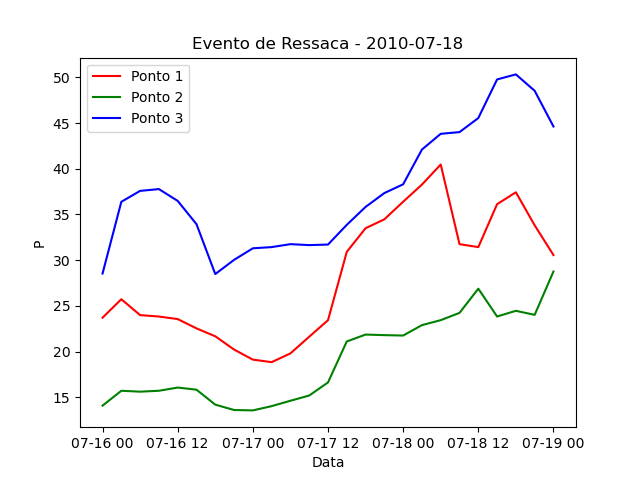 Evento de Ressaca - 2010-07-18
Ponto 1
Ponto 2
Ponto 3
50
45
40
35
30
25
20
15
P
07-16 00 07-16 12 07-17 00 07-17 12 07-18 00 07-18 12 07-19 00
Data